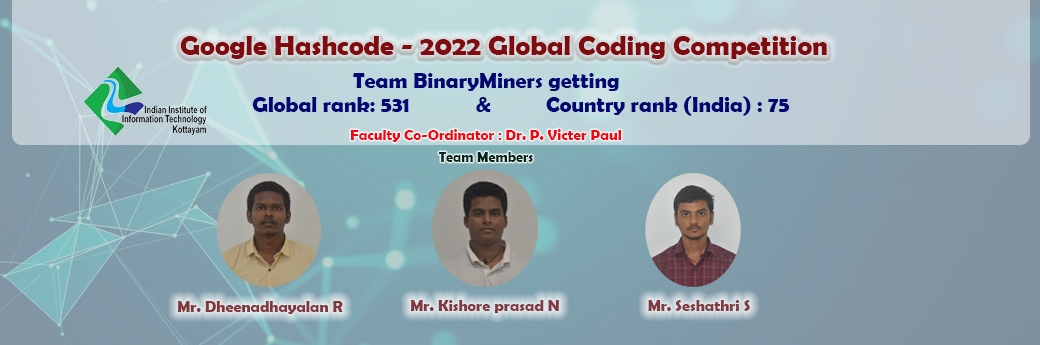 Google Hashcode - 2022 Global Coding Competition
Team BinaryMiners getting
Global rank: 531 & Country rank (India) : 75
Indian Institute of
Information Technology
Kottayam
Faculty Co-Ordinator : Dr. P. Victer Paul
Team Members
Mr. Dheenadhayalan R
Mr. Kishore prasad N
Mr. Seshathri S